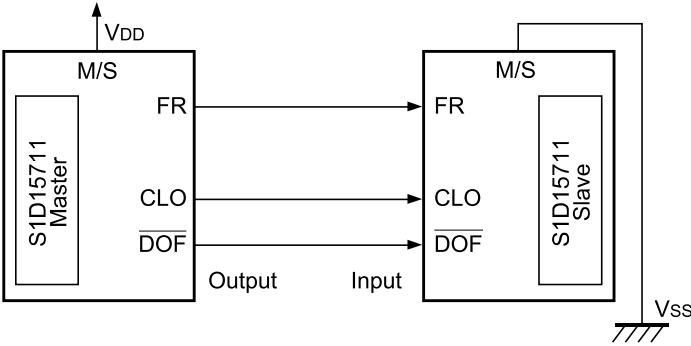 VDD
M/S
M/S
FR
FR
S1D15711
Master
S1D15711
Slave
CLO
CLO
DOF
DOF
Output
Input
VSS